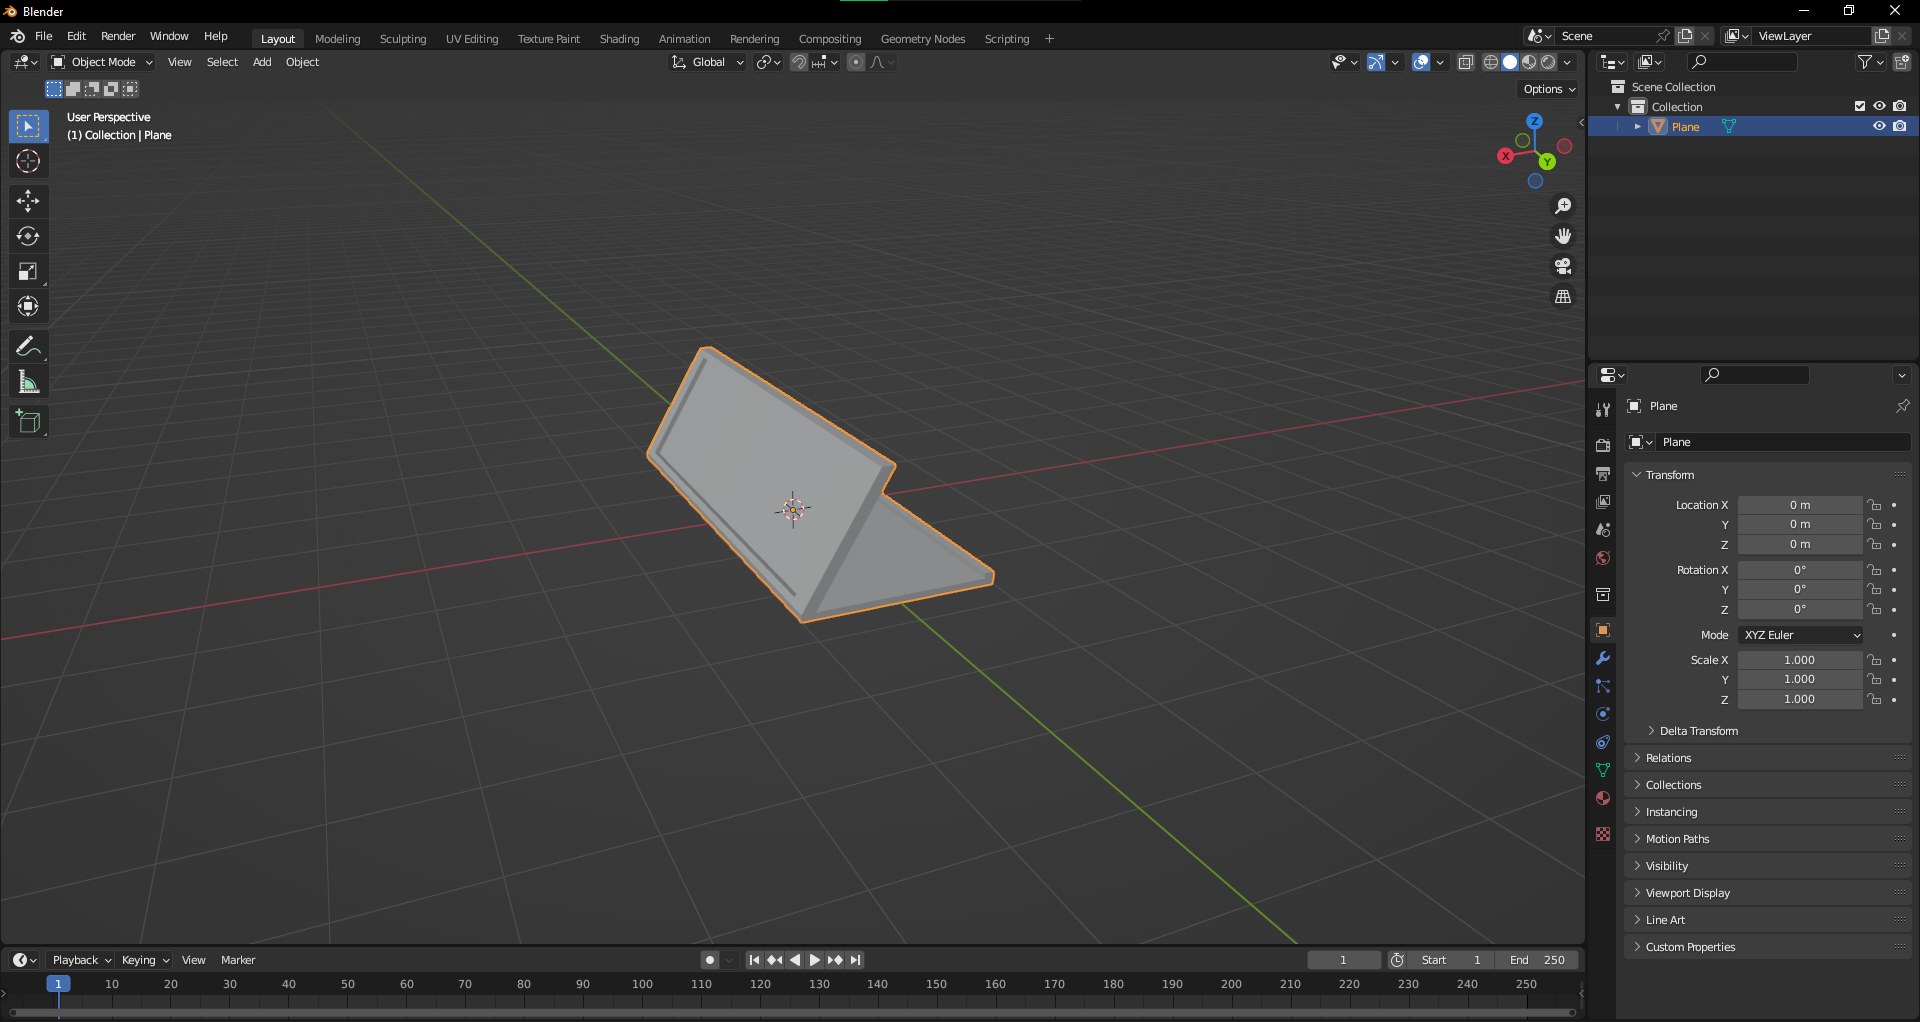 Blender
File Edit Render Window Help Layout Modeling Sculpting UV Editing Texture Paint Shading Animation Rendering Compositing Geometry Nodes Scripting + Scene ViewLayer
Object Mode View Select Add Object Global
Options
User Perspective
(1) Collection | Plane
Z
X
Y
Scene Collection
Collection
Plane
Plane
Plane
Transform
Location X 0 m
Y 0 m
Z 0 m
Rotation X 0°
Y 0°
Z 0°
Mode XYZ Euler
Scale X 1.000
Y 1.000
Z 1.000
Delta Transform
Relations
Collections
Instancing
Motion Paths
Visibility
Viewport Display
Line Art
Custom Properties
Playback Keying View Marker 1 Start 1 End 250
1 10 20 30 40 50 60 70 80 90 100 110 120 130 140 150 160 170 180 190 200 210 220 230 240 250